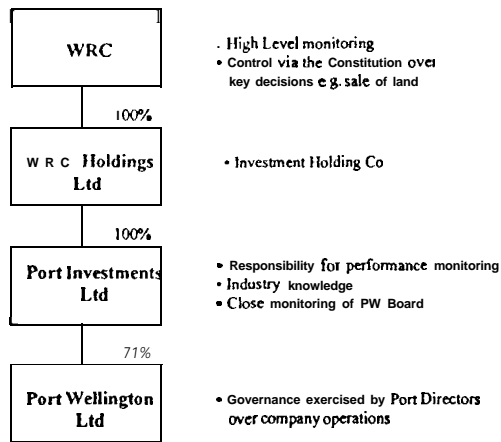 WRC
. High Level monitoring
• Control via the Constitution over
key decisions e g. sale of land
100%
W R C Holdings
Ltd
• Investment Holding Co
100%
Port Investments
Ltd
• Responsibility for performance monitoring
• Industry knowledge
• Close monitoring of PW Board
71%
Port Wellington
Ltd
• Governance exercised by Port Directors
over company operations